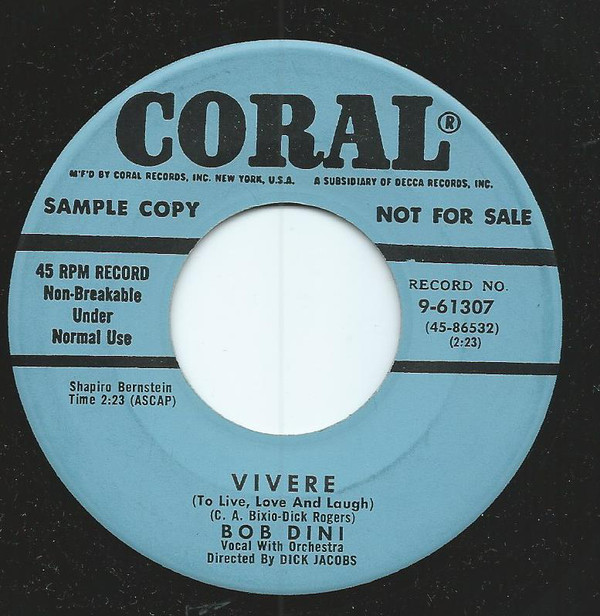 CORAL®
M'F'D BY CORAL RECORDS, INC. NEW YORK, U.S.A. A SUBSIDIARY OF DECCA RECORDS, INC.
SAMPLE COPY NOT FOR SALE
45 RPM RECORD
Non-Breakable
Under
Normal Use
RECORD NO.
9-61307
(45-86532)
(2:23)
Shapiro Bernstein
Time 2:23 (ASCAP)
VIVERE
(To Live, Love And Laugh)
(C. A. Bixio-Dick Rogers)
BOB DINI
Vocal With Orchestra
Directed By DICK JACOBS